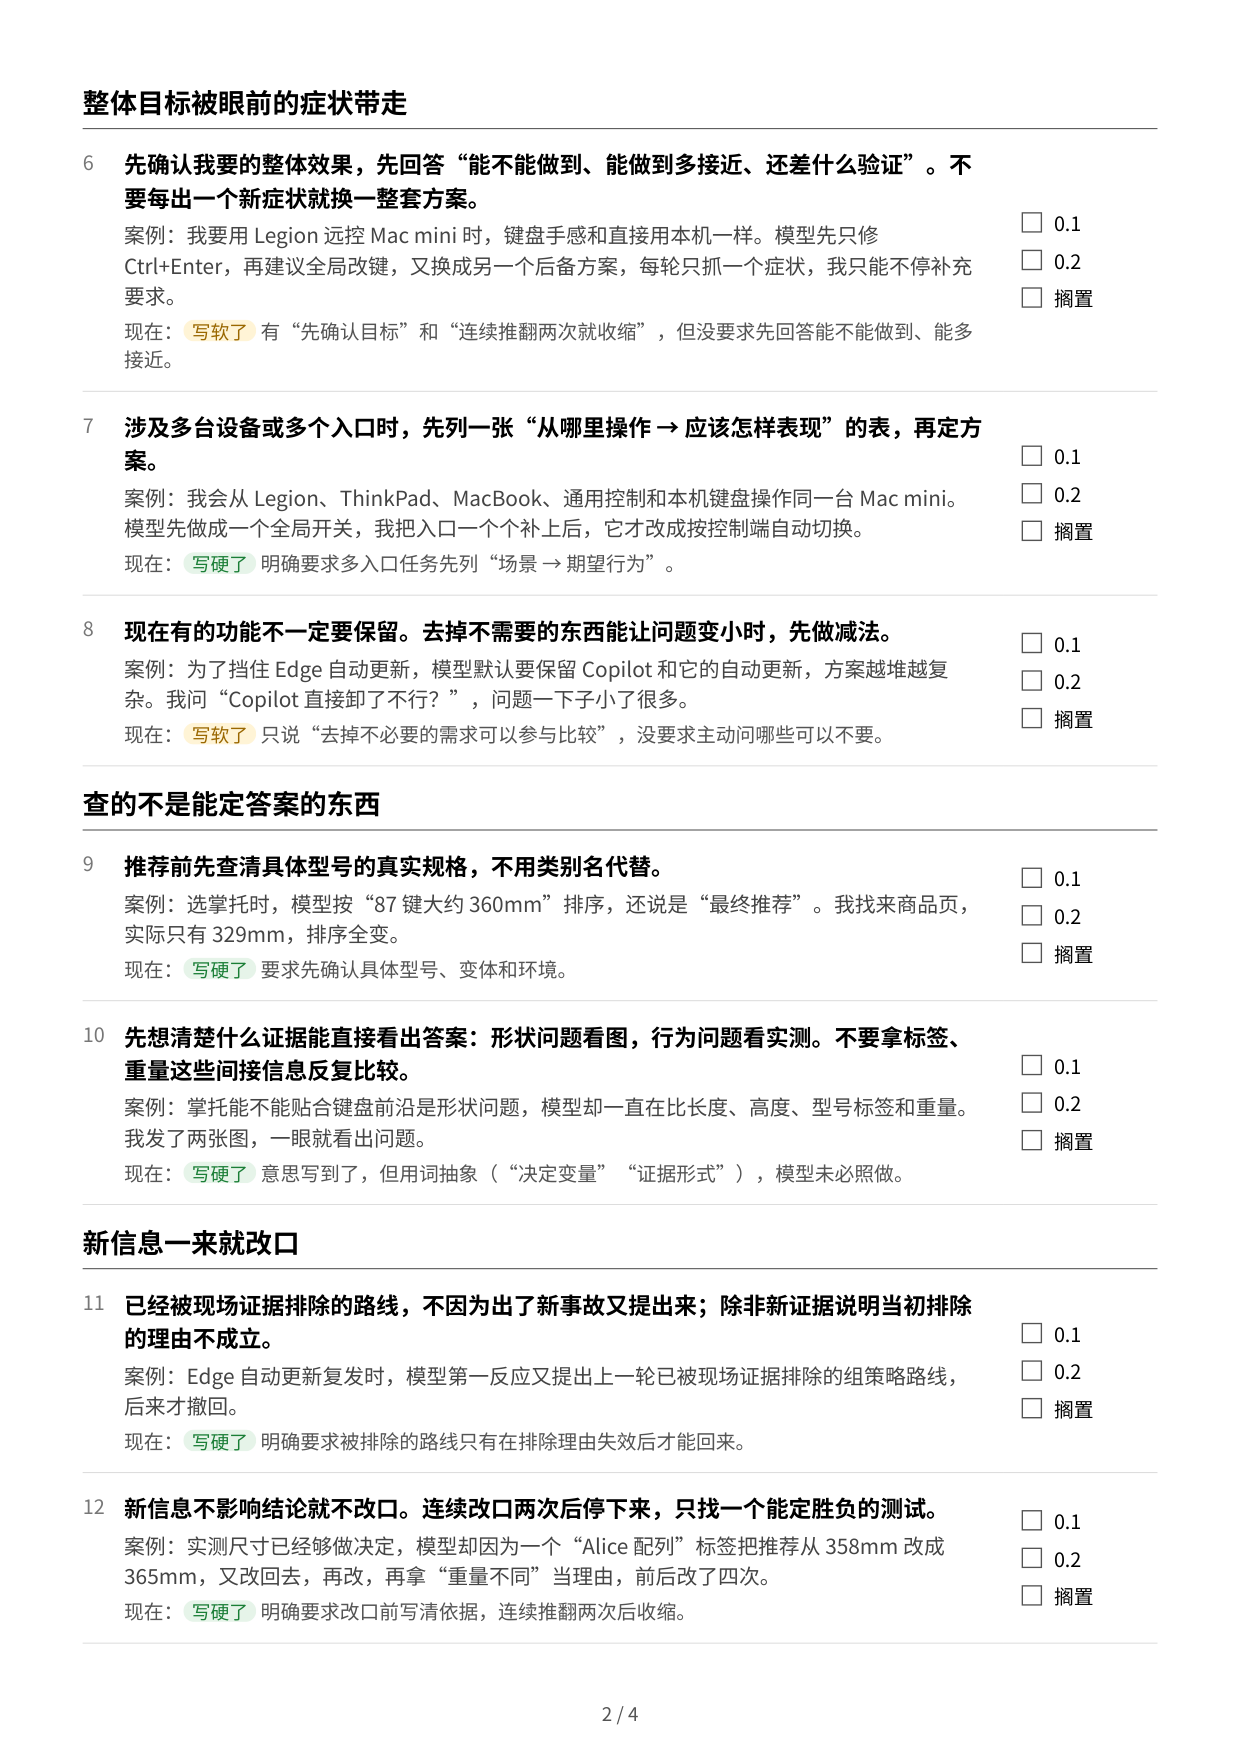 整体目标被眼前的症状带走
6 先确认我要的整体效果，先回答“能不能做到、能做到多接近、还差什么验证”。不
要每出一个新症状就换一整套方案。
案例：我要用 Legion 远控 Mac mini 时，键盘手感和直接用本机一样。模型先只修
Ctrl+Enter，再建议全局改键，又换成另一个后备方案，每轮只抓一个症状，我只能不停补充
要求。
现在： 写软了 有“先确认目标”和“连续推翻两次就收缩”，但没要求先回答能不能做到、能多
接近。
☐ 0.1
☐ 0.2
☐ 搁置
7 涉及多台设备或多个入口时，先列一张“从哪里操作 → 应该怎样表现”的表，再定方
案。
案例：我会从 Legion、ThinkPad、MacBook、通用控制和本机键盘操作同一台 Mac mini。
模型先做成一个全局开关，我把入口一个个补上后，它才改成按控制端自动切换。
现在： 写硬了 明确要求多入口任务先列“场景 → 期望行为”。
☐ 0.1
☐ 0.2
☐ 搁置
8 现在有的功能不一定要保留。去掉不需要的东西能让问题变小时，先做减法。
案例：为了挡住 Edge 自动更新，模型默认要保留 Copilot 和它的自动更新，方案越堆越复
杂。我问“Copilot 直接卸了不行？”，问题一下子小了很多。
现在： 写软了 只说“去掉不必要的需求可以参与比较”，没要求主动问哪些可以不要。
☐ 0.1
☐ 0.2
☐ 搁置
查的不是能定答案的东西
9 推荐前先查清具体型号的真实规格，不用类别名代替。
案例：选掌托时，模型按“87 键大约 360mm”排序，还说是“最终推荐”。我找来商品页，
实际只有 329mm，排序全变。
现在： 写硬了 要求先确认具体型号、变体和环境。
☐ 0.1
☐ 0.2
☐ 搁置
10 先想清楚什么证据能直接看出答案：形状问题看图，行为问题看实测。不要拿标签、
重量这些间接信息反复比较。
案例：掌托能不能贴合键盘前沿是形状问题，模型却一直在比长度、高度、型号标签和重量。
我发了两张图，一眼就看出问题。
现在： 写硬了 意思写到了，但用词抽象（“决定变量”“证据形式”），模型未必照做。
☐ 0.1
☐ 0.2
☐ 搁置
新信息一来就改口
11 已经被现场证据排除的路线，不因为出了新事故又提出来；除非新证据说明当初排除
的理由不成立。
案例：Edge 自动更新复发时，模型第一反应又提出上一轮已被现场证据排除的组策略路线，
后来才撤回。
现在： 写硬了 明确要求被排除的路线只有在排除理由失效后才能回来。
☐ 0.1
☐ 0.2
☐ 搁置
12 新信息不影响结论就不改口。连续改口两次后停下来，只找一个能定胜负的测试。
案例：实测尺寸已经够做决定，模型却因为一个“Alice 配列”标签把推荐从 358mm 改成
365mm，又改回去，再改，再拿“重量不同”当理由，前后改了四次。
现在： 写硬了 明确要求改口前写清依据，连续推翻两次后收缩。
☐ 0.1
☐ 0.2
☐ 搁置
2 / 4